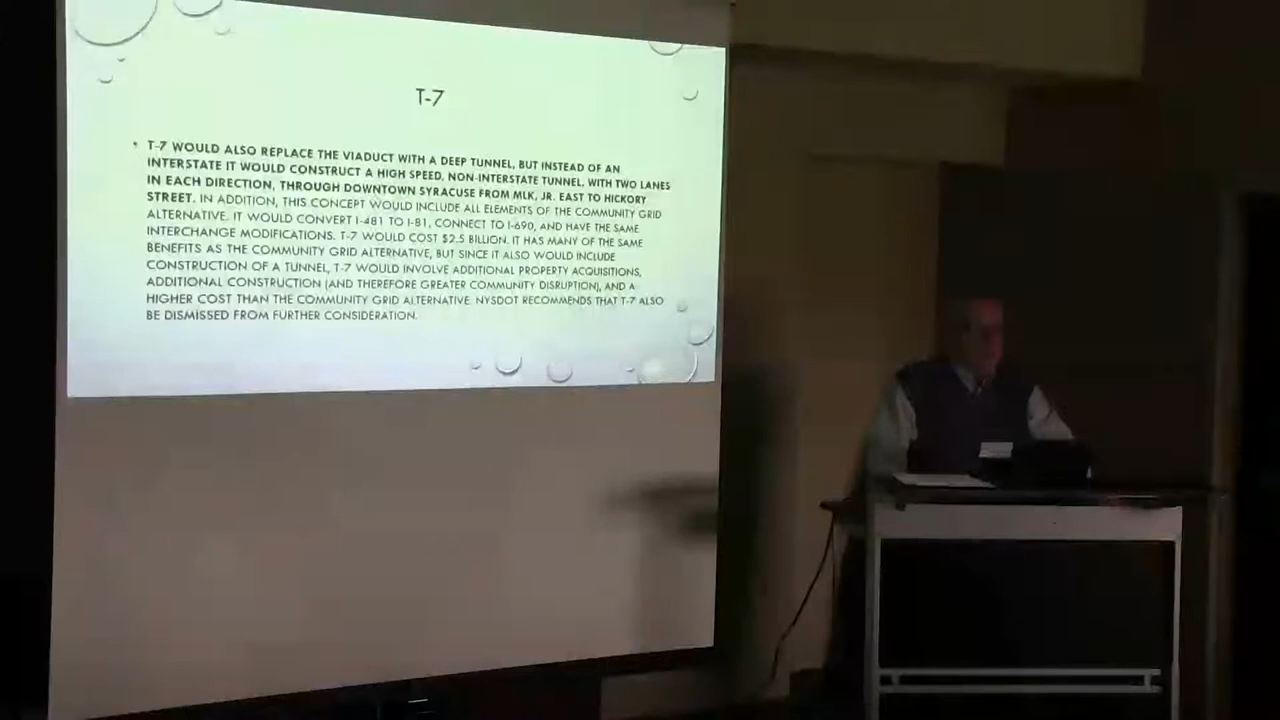 T-7
• T-7 WOULD ALSO REPLACE THE VIADUCT WITH A DEEP TUNNEL, BUT INSTEAD OF AN
INTERSTATE IT WOULD CONSTRUCT A HIGH SPEED, NON-INTERSTATE TUNNEL, WITH TWO LANES
IN EACH DIRECTION, THROUGH DOWNTOWN SYRACUSE FROM MLK, JR. EAST TO HICKORY
STREET. IN ADDITION, THIS CONCEPT WOULD INCLUDE ALL ELEMENTS OF THE COMMUNITY GRID
ALTERNATIVE. IT WOULD CONVERT I-481 TO I-81, CONNECT TO I-690, AND HAVE THE SAME
INTERCHANGE MODIFICATIONS. T-7 WOULD COST $2.5 BILLION. IT HAS MANY OF THE SAME
BENEFITS AS THE COMMUNITY GRID ALTERNATIVE, BUT SINCE IT ALSO WOULD INCLUDE
CONSTRUCTION OF A TUNNEL, T-7 WOULD INVOLVE ADDITIONAL PROPERTY ACQUISITIONS,
ADDITIONAL CONSTRUCTION (AND THEREFORE GREATER COMMUNITY DISRUPTION), AND A
HIGHER COST THAN THE COMMUNITY GRID ALTERNATIVE. NYSDOT RECOMMENDS THAT T-7 ALSO
BE DISMISSED FROM FURTHER CONSIDERATION.